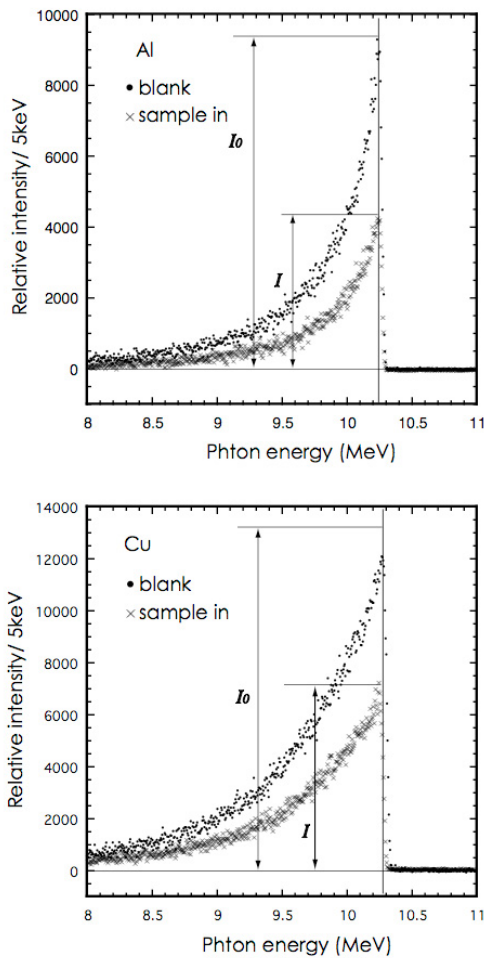 Al
• blank
× sample in
I0
I
10000
8000
6000
4000
2000
0
Relative intensity/ 5keV
8 8.5 9 9.5 10 10.5 11
Phton energy (MeV)
Cu
• blank
× sample in
I0
I
14000
12000
10000
8000
6000
4000
2000
0
Relative intensity/ 5keV
8 8.5 9 9.5 10 10.5 11
Phton energy (MeV)